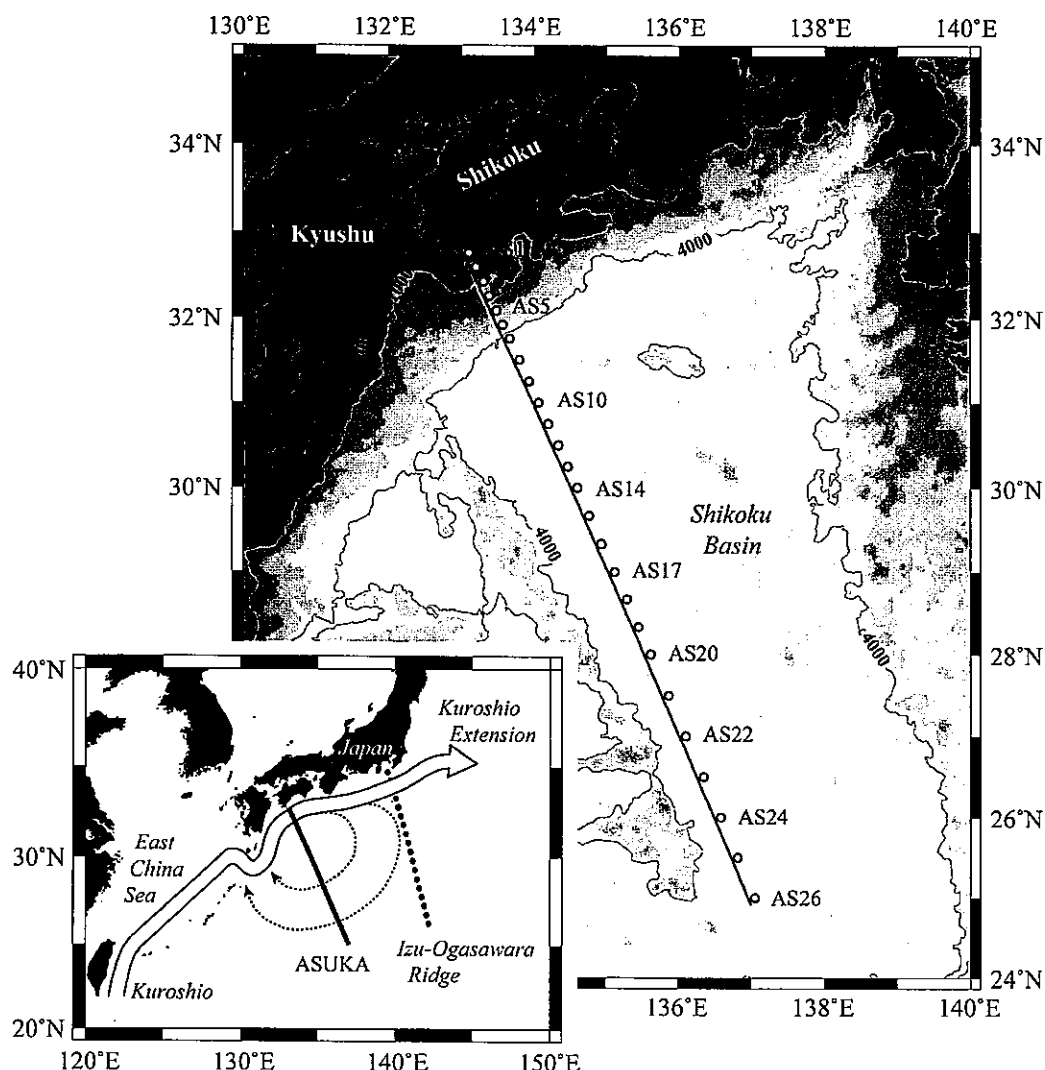 130°E 132°E 134°E 136°E 138°E 140°E
34°N 34°N
Shikoku
Kyushu
4000
32°N AS5 32°N
AS10
30°N AS14 30°N
Shikoku
Basin
4000
AS17
4000
28°N AS20 28°N
AS22
26°N AS24 26°N
AS26
24°N
136°E 138°E 140°E
40°N
Kuroshio
Extension
Japan
East
China
Sea
30°N
ASUKA
Izu-Ogasawara
Ridge
Kuroshio
20°N
120°E 130°E 140°E 150°E